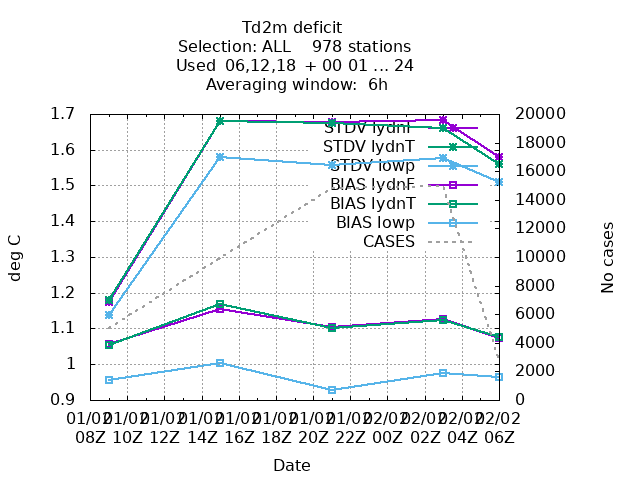 Td2m deficit
Selection: ALL 978 stations
Used 06,12,18 + 00 01 ... 24
Averaging window: 6h
1.7
1.6
1.5
1.4
1.3
1.2
1.1
1
0.9
deg C
STDV lydnF
STDV lydnT
STDV lowp
BIAS lydnF
BIAS lydnT
BIAS lowp
CASES
20000
18000
16000
14000
12000
10000
8000
6000
4000
2000
0
No cases
01/02 01/02 01/02 01/02 01/02 01/02 01/02 01/02 02/02 02/02 02/02 02/02
08Z 10Z 12Z 14Z 16Z 18Z 20Z 22Z 00Z 02Z 04Z 06Z
Date